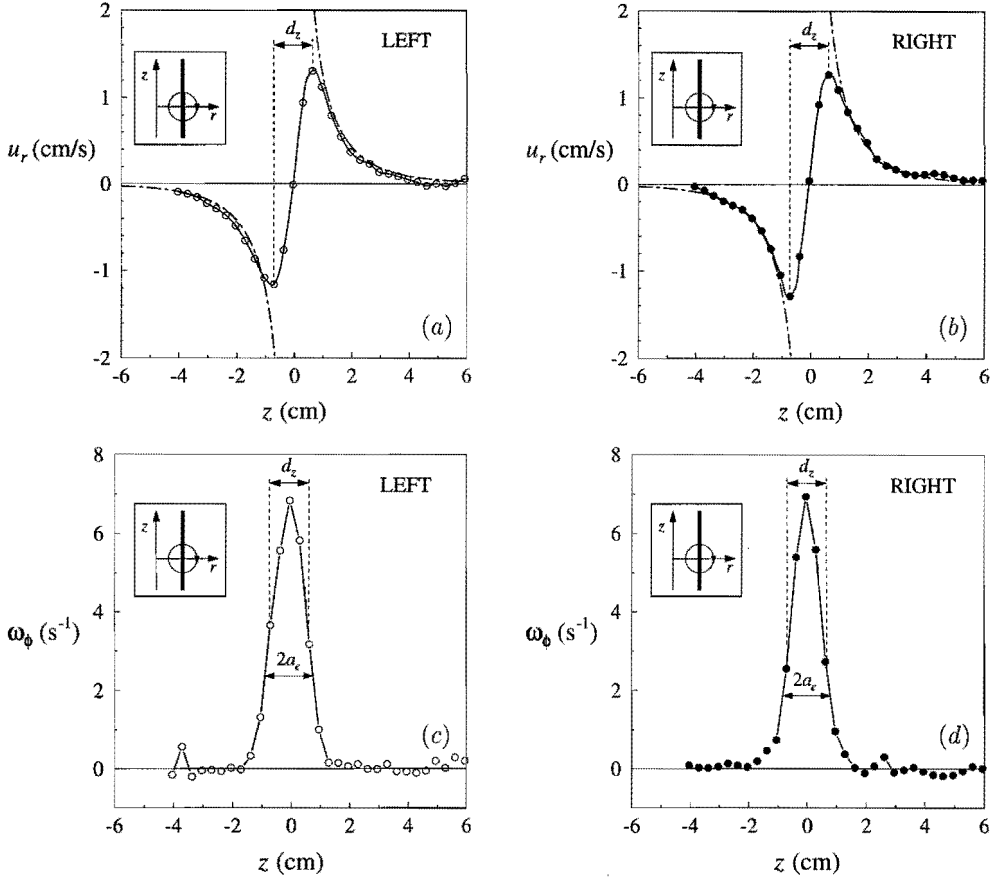 2
1
0
-1
-2
u_r (cm/s)
d_z
LEFT
z
r
(a)
-6 -4 -2 0 2 4 6
z (cm)
2
1
0
-1
-2
u_r (cm/s)
d_z
RIGHT
z
r
(b)
-6 -4 -2 0 2 4 6
z (cm)
8
6
4
2
0
ω_ϕ (s⁻¹)
d_z
LEFT
z
r
2a_ϵ
(c)
-6 -4 -2 0 2 4 6
z (cm)
8
6
4
2
0
ω_ϕ (s⁻¹)
d_z
RIGHT
z
r
2a_ϵ
(d)
-6 -4 -2 0 2 4 6
z (cm)